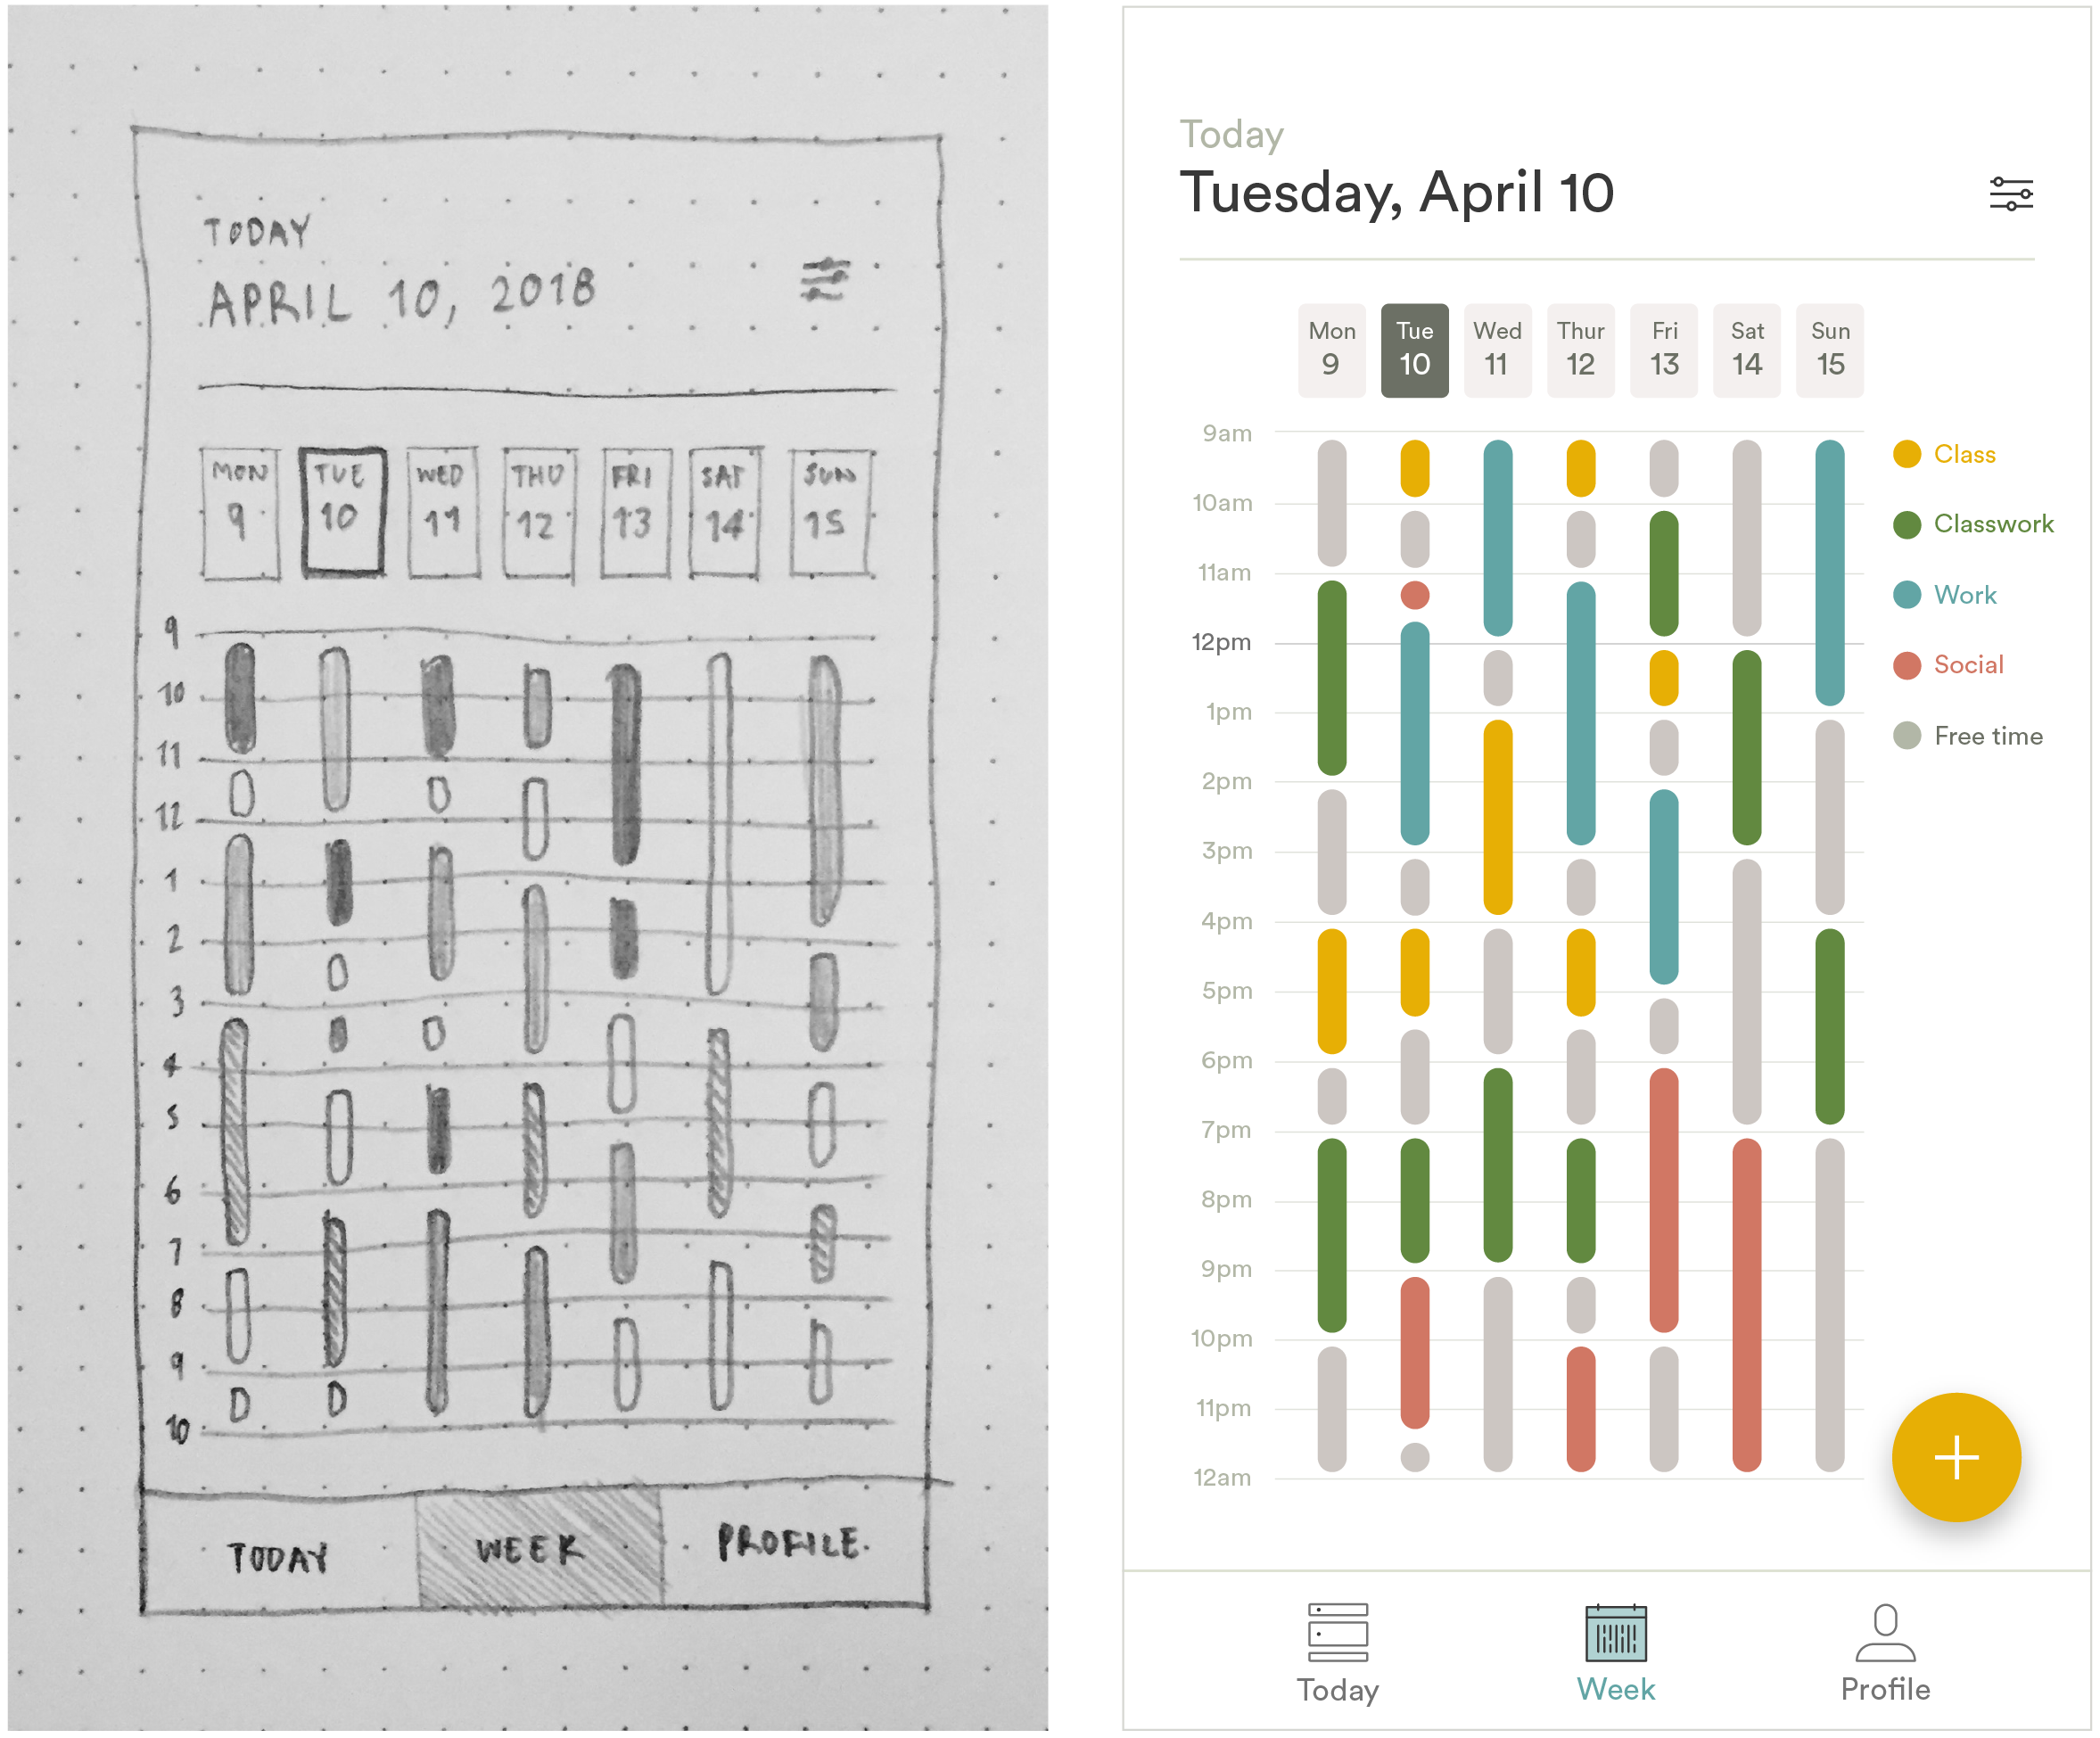 TODAY
APRIL 10, 2018
MON TUE WED THU FRI SAT SUN
9 10 11 12 13 14 15
9
10
11
12
1
2
3
4
5
6
7
8
9
10
TODAY WEEK PROFILE
Today
Tuesday, April 10
Mon Tue Wed Thur Fri Sat Sun
9 10 11 12 13 14 15
9am
10am
11am
12pm
1pm
2pm
3pm
4pm
5pm
6pm
7pm
8pm
9pm
10pm
11pm
12am
Class
Classwork
Work
Social
Free time
+
Today Week Profile